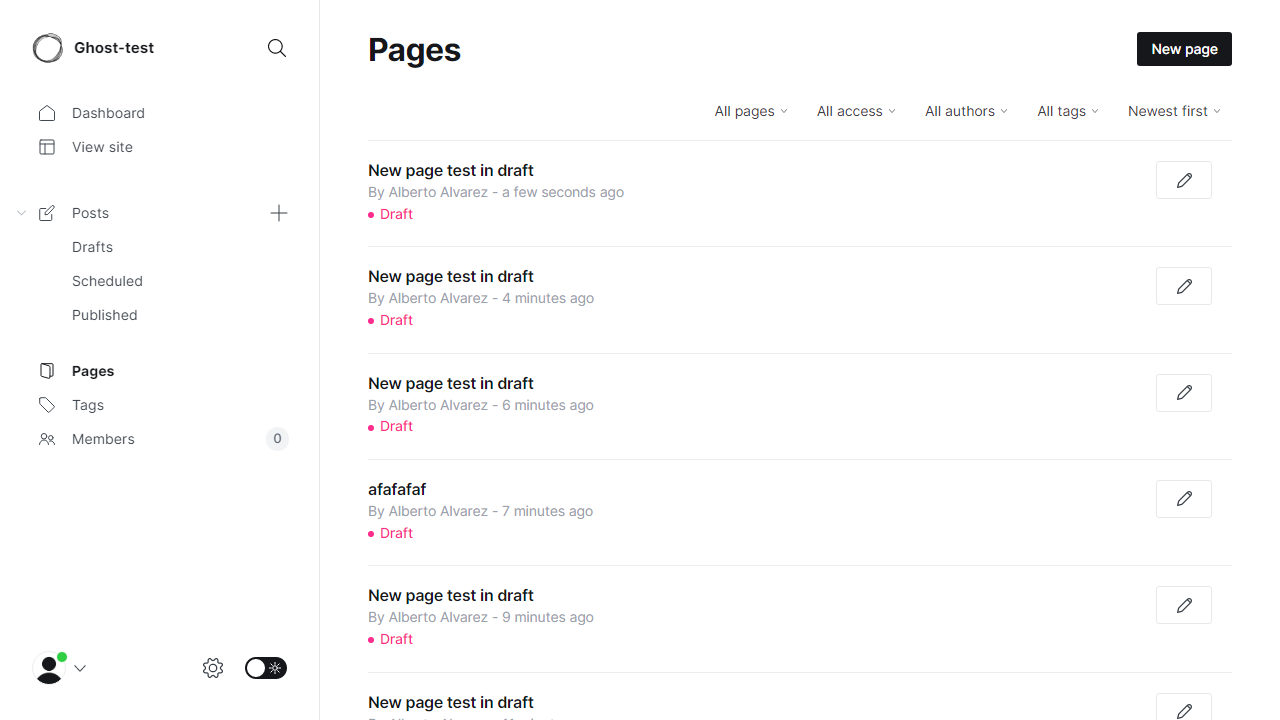 Ghost-test
Dashboard
View site
Posts
Drafts
Scheduled
Published
Pages
Tags
Members
0
Pages
New page
All pages
All access
All authors
All tags
Newest first
New page test in draft
By Alberto Alvarez - a few seconds ago
Draft
New page test in draft
By Alberto Alvarez - 4 minutes ago
Draft
New page test in draft
By Alberto Alvarez - 6 minutes ago
Draft
afafafaf
By Alberto Alvarez - 7 minutes ago
Draft
New page test in draft
By Alberto Alvarez - 9 minutes ago
Draft
New page test in draft